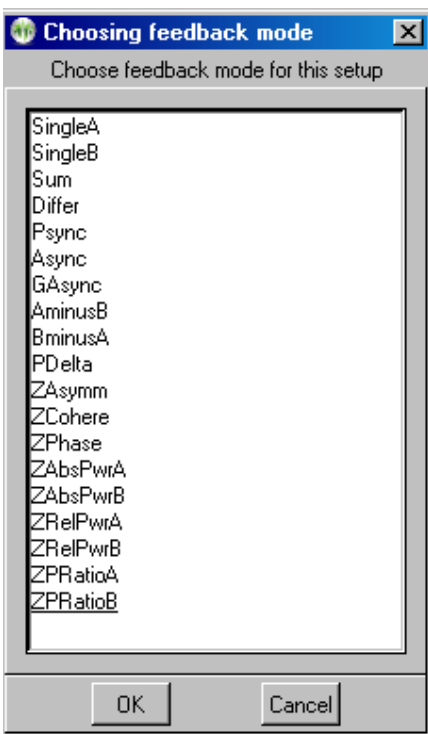 Choosing feedback mode
Choose feedback mode for this setup
SingleA
SingleB
Sum
Differ
Psync
Async
GAsync
AminusB
BminusA
PDelta
ZAsymm
ZCohere
ZPhase
ZAbsPwrA
ZAbsPwrB
ZRelPwrA
ZRelPwrB
ZPRatioA
ZPRatioB
OK Cancel